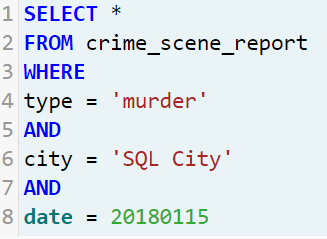 1 SELECT *
2 FROM crime_scene_report
3 WHERE
4 type = 'murder'
5 AND
6 city = 'SQL City'
7 AND
8 date = 20180115